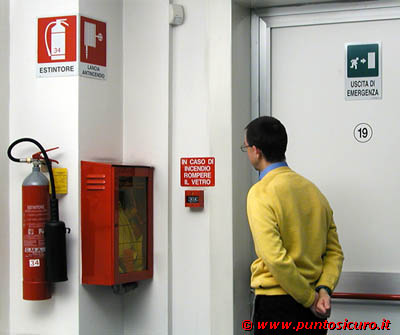 34
ESTINTORE
LANCIA
ANTINCENDIO
USCITA DI
EMERGENZA
19
IN CASO DI
INCENDIO
ROMPERE
IL VETRO
34
© www.puntosicuro.it